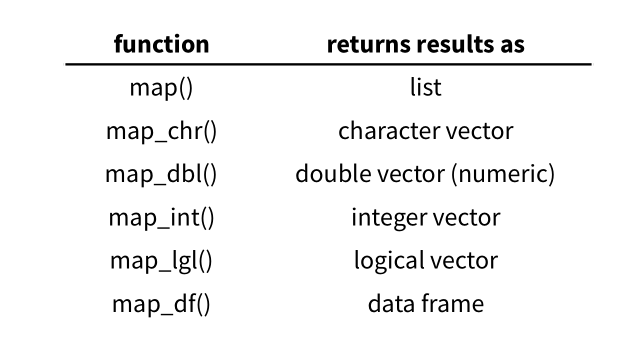 function returns results as
map() list
map_chr() character vector
map_dbl() double vector (numeric)
map_int() integer vector
map_lgl() logical vector
map_df() data frame